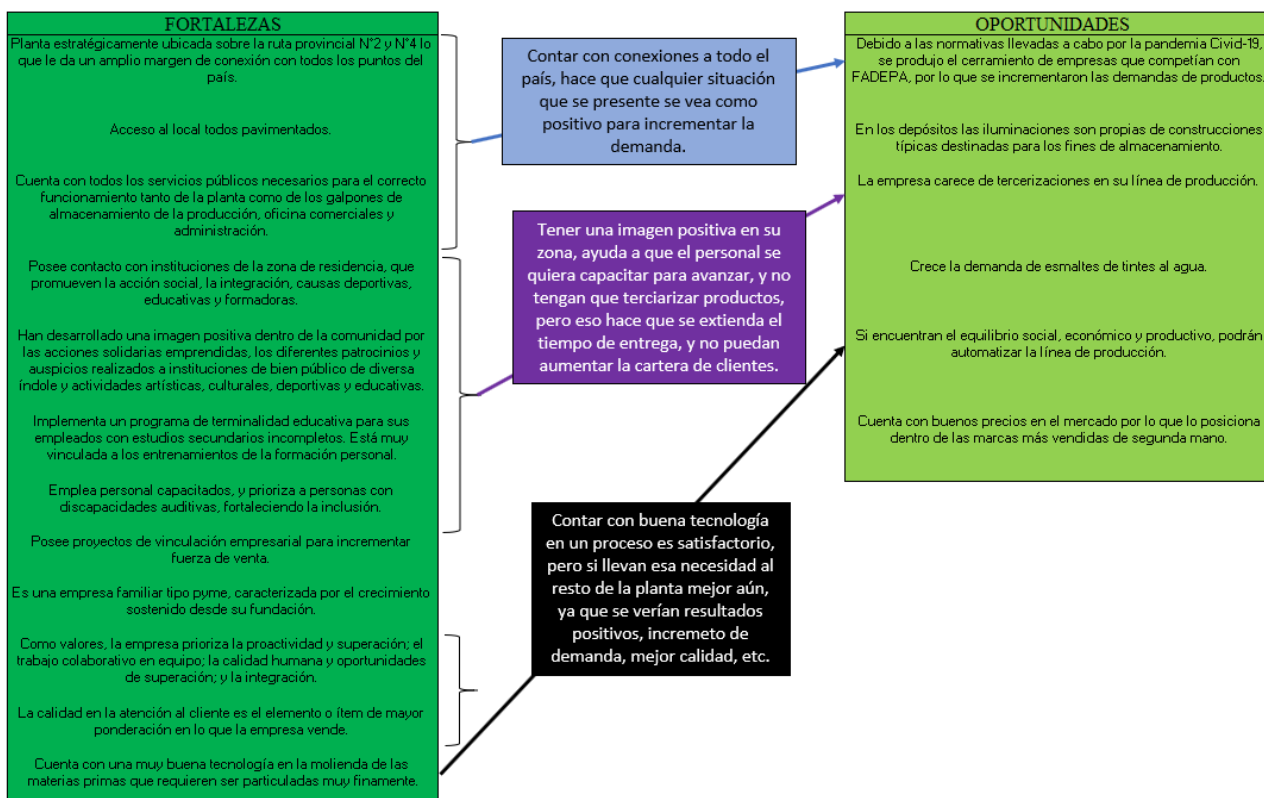 FORTALEZAS
Planta estratégicamente ubicada sobre la ruta provincial N°2 y N°4 lo
que le da un amplio margen de conexión con todos los puntos del
país.
Acceso al local todos pavimentados.
Cuenta con todos los servicios públicos necesarios para el correcto
funcionamiento tanto de la planta como de los galpones de
almacenamiento de la producción, oficina comerciales y
administración.
Posee contacto con instituciones de la zona de residencia, que
promueven la acción social, la integración, causas deportivas,
educativas y formadoras.
Han desarrollado una imagen positiva dentro de la comunidad por
las acciones solidarias emprendidas, los diferentes patrocinios y
auspicios realizados a instituciones de bien público de diversa
índole y actividades artísticas, culturales, deportivas y educativas.
Implementa un programa de terminalidad educativa para sus
empleados con estudios secundarios incompletos. Está muy
vinculada a los entrenamientos de la formación personal.
Emplea personal capacitados, y prioriza a personas con
discapacidades auditivas, fortaleciendo la inclusión.
Posee proyectos de vinculación empresarial para incrementar
fuerza de venta.
Es una empresa familiar tipo pyme, caracterizada por el crecimiento
sostenido desde su fundación.
Como valores, la empresa prioriza la proactividad y superación; el
trabajo colaborativo en equipo; la calidad humana y oportunidades
de superación; y la integración.
La calidad en la atención al cliente es el elemento o ítem de mayor
ponderación en lo que la empresa vende.
Cuenta con una muy buena tecnología en la molienda de las
materias primas que requieren ser particuladas muy finamente.
Contar con conexiones a todo el
país, hace que cualquier situación
que se presente se vea como
positivo para incrementar la
demanda.
Tener una imagen positiva en su
zona, ayuda a que el personal se
quiera capacitar para avanzar, y no
tengan que terciarizar productos,
pero eso hace que se extienda el
tiempo de entrega, y no puedan
aumentar la cartera de clientes.
Contar con buena tecnología
en un proceso es satisfactorio,
pero si llevan esa necesidad al
resto de la planta mejor aún,
ya que se verían resultados
positivos, incremeto de
demanda, mejor calidad, etc.
OPORTUNIDADES
Debido a las normativas llevadas a cabo por la pandemia Civid-19,
se produjo el cerramiento de empresas que competían con
FADEPA, por lo que se incrementaron las demandas de productos.
En los depósitos las iluminaciones son propias de construcciones
típicas destinadas para los fines de almacenamiento.
La empresa carece de tercerizaciones en su línea de producción.
Crece la demanda de esmaltes de tintes al agua.
Si encuentran el equilibrio social, económico y productivo, podrán
automatizar la línea de producción.
Cuenta con buenos precios en el mercado por lo que lo posiciona
dentro de las marcas más vendidas de segunda mano.